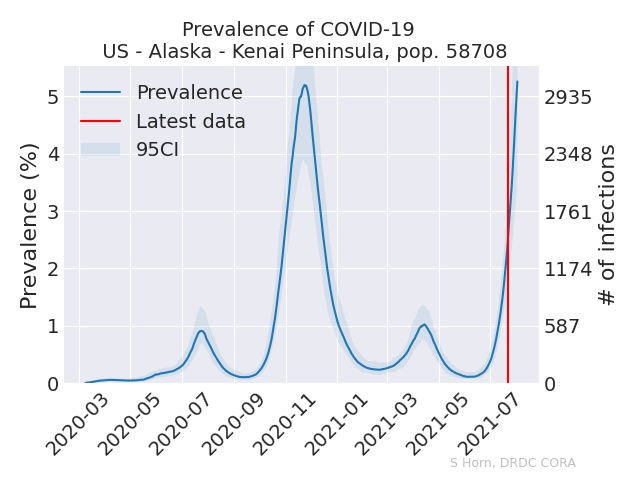 Prevalence of COVID-19
US - Alaska - Kenai Peninsula, pop. 58708
Prevalence
Latest data
95CI
Prevalence (%)
5
4
3
2
1
0
2935
2348
1761
1174
587
0
# of infections
2020-03
2020-05
2020-07
2020-09
2020-11
2021-01
2021-03
2021-05
2021-07
S Horn, DRDC CORA